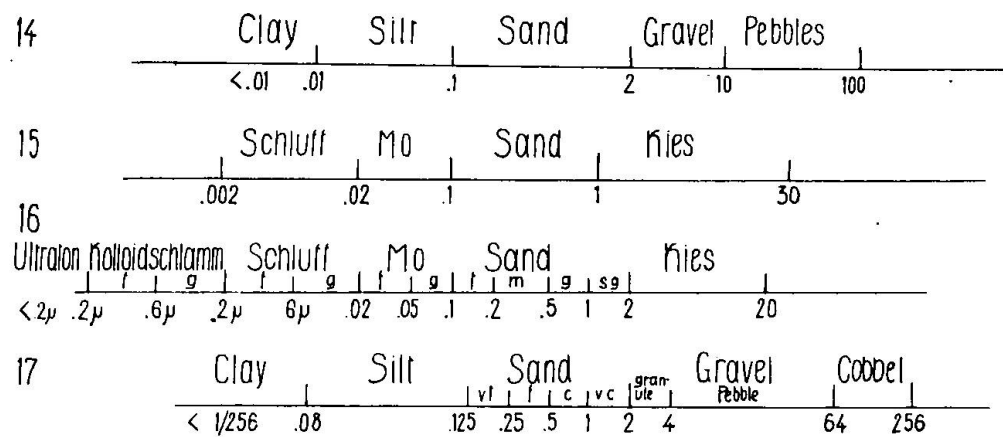 14
Clay Silt Sand Gravel Pebbles
<.01 .01 .1 2 10 100
15
Schluff Mo Sand Kies
.002 .02 .1 1 30
16
Ultraton Kolloidschlamm Schluff Mo Sand Kies
f g f g f g f m g sg
<.2µ .2µ .6µ .2µ 6µ .02 .05 .1 .2 .5 1 2 20
17
Clay Silt Sand Gravel Cobbel
vf f c vc gran-
ule Pebble
< 1/256 .08 .125 .25 .5 1 2 4 64 256